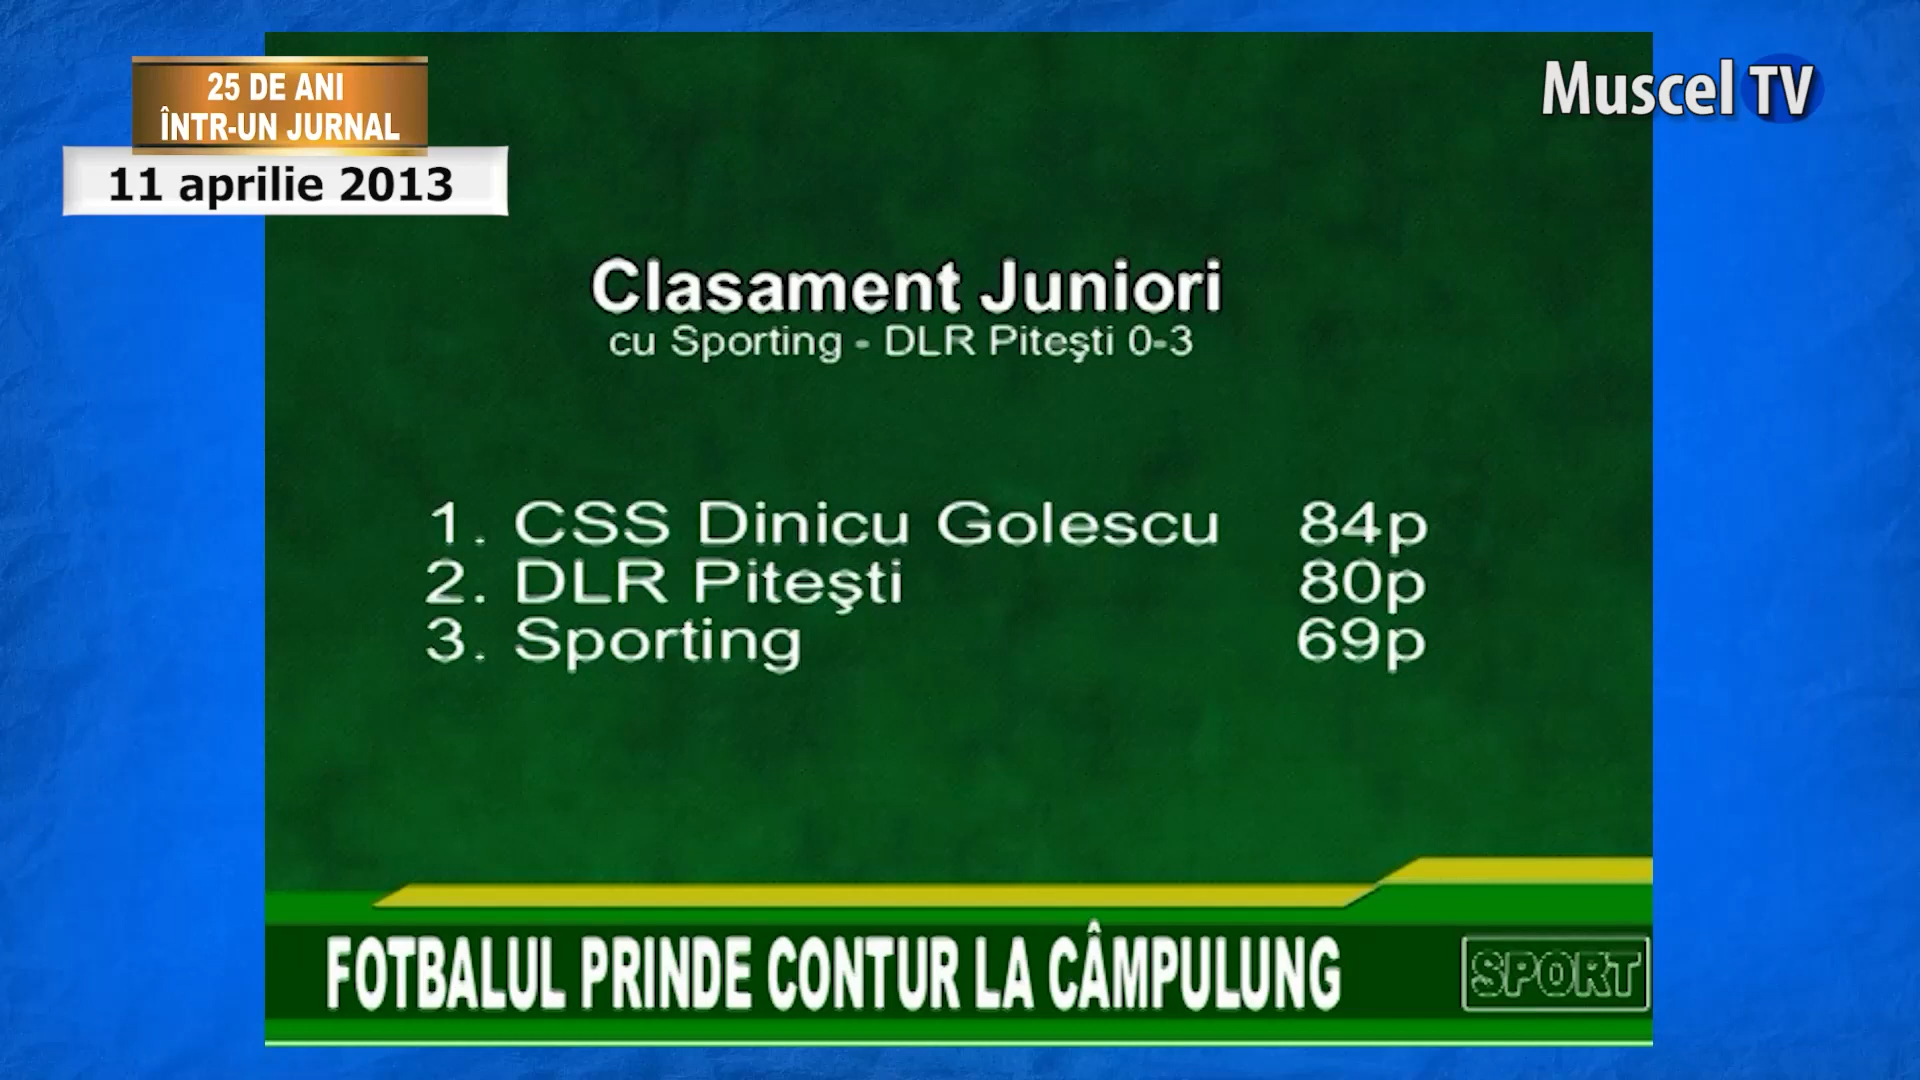 25 DE ANI
ÎNTR-UN JURNAL
11 aprilie 2013
Muscel TV
Clasament Juniori
cu Sporting - DLR Piteşti 0-3
1. CSS Dinicu Golescu 84p
2. DLR Piteşti 80p
3. Sporting 69p
FOTBALUL PRINDE CONTUR LA CÂMPULUNG
SPORT